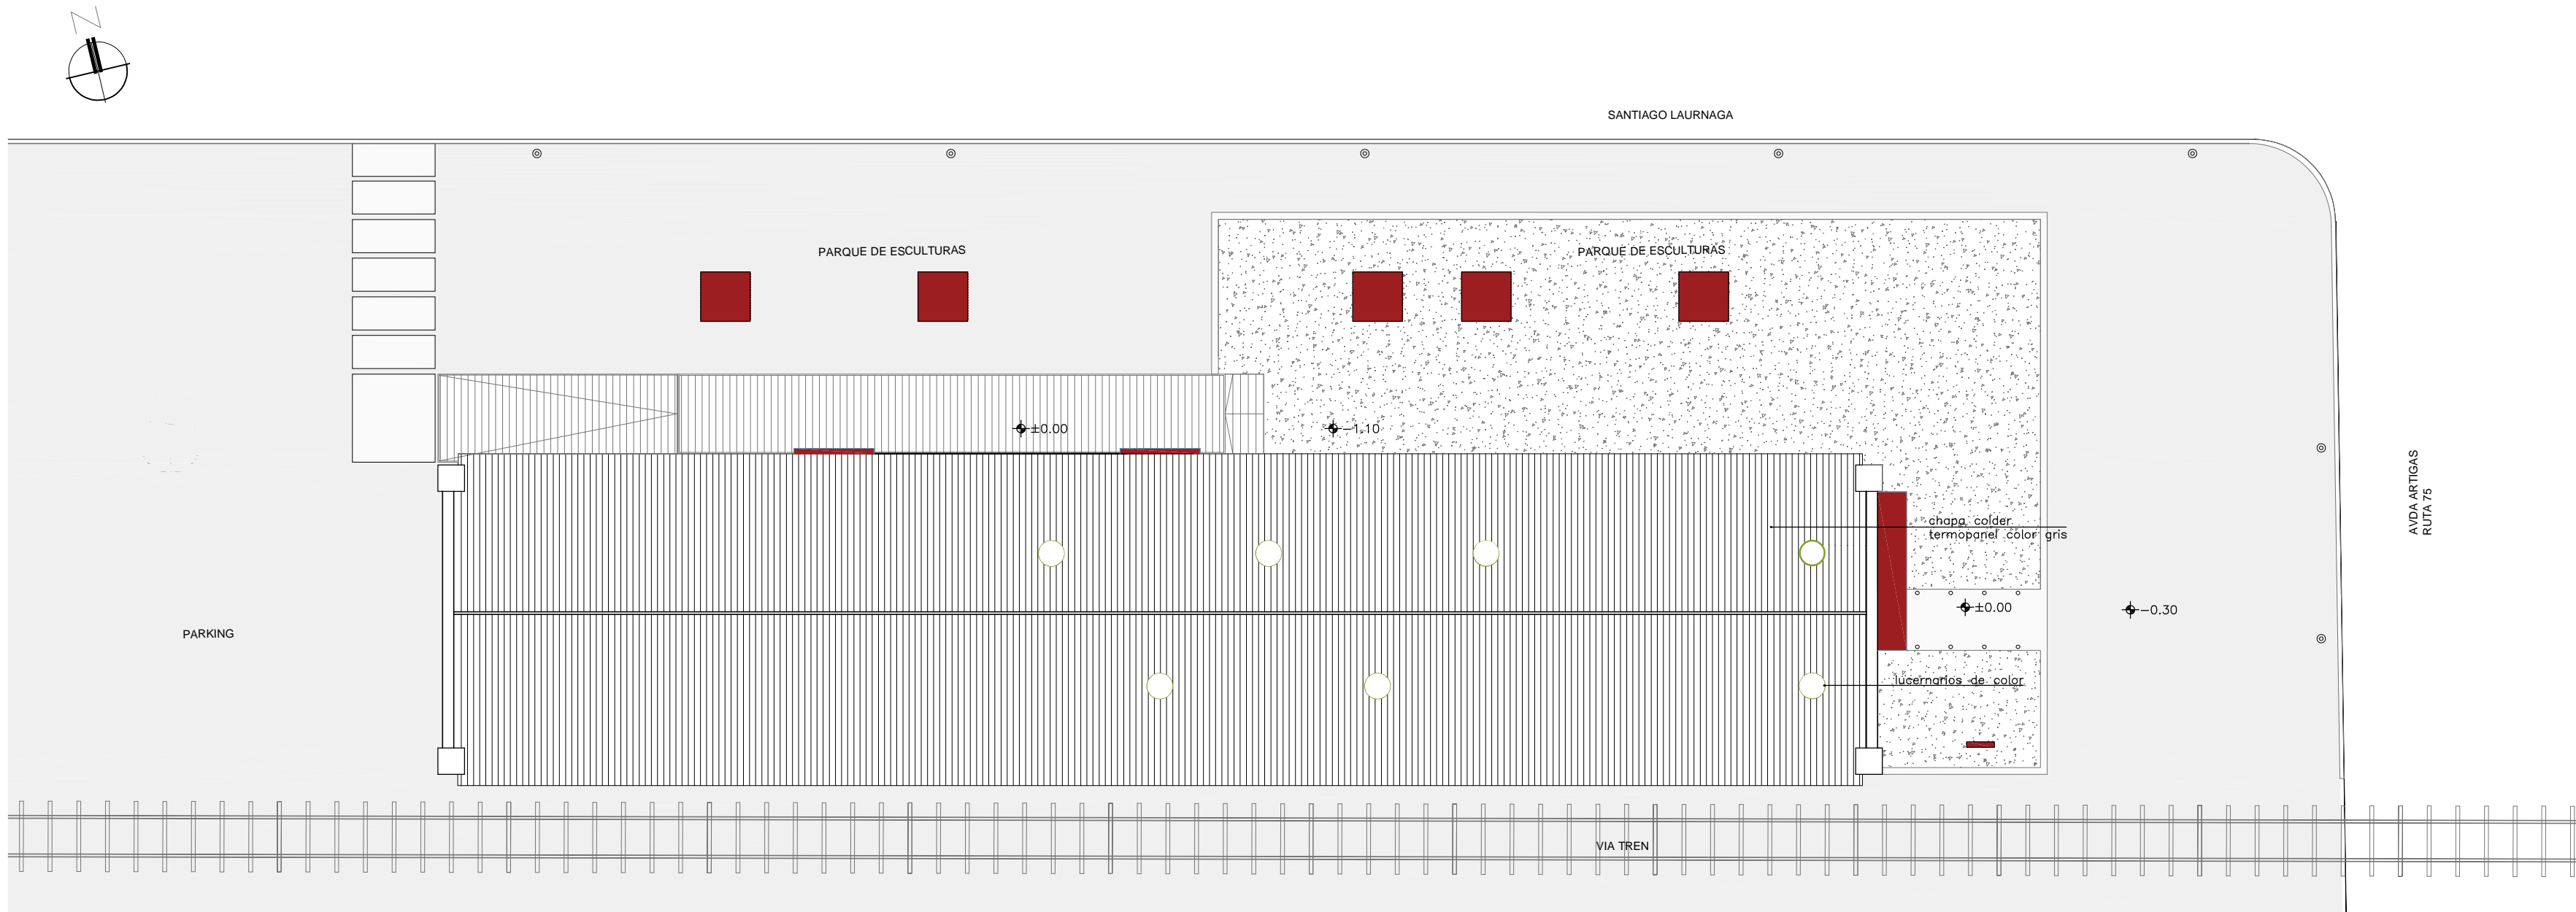 N
SANTIAGO LAURNAGA
PARQUE DE ESCULTURAS
PARQUE DE ESCULTURAS
±0.00
-1.10
AVDA ARTIGAS
RUTA 75
chapa colder
termopanel color gris
±0.00
-0.30
PARKING
lucernarios de color
VIA TREN